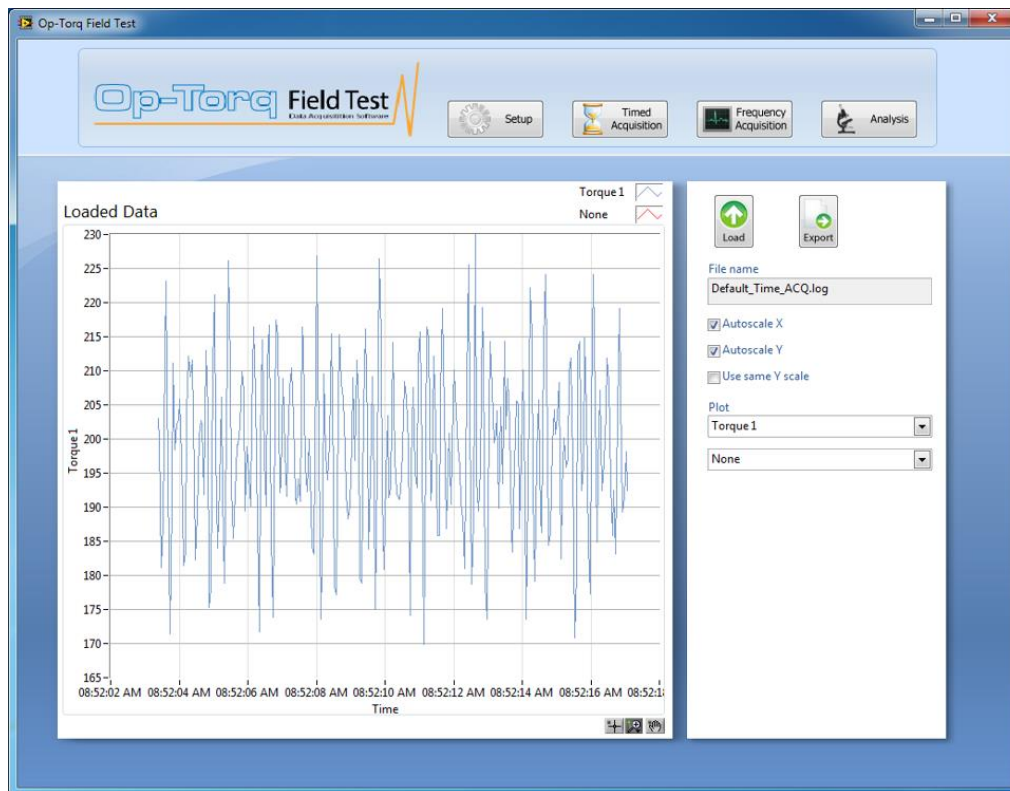 Op-Torq Field Test
Op-Torq Field Test
Data Acquisition Software
Setup
Timed
Acquisition
Frequency
Acquisition
Analysis
Torque 1
None
Loaded Data
230
225
220
215
210
205
200
195
190
185
180
175
170
165
Torque 1
08:52:02 AM 08:52:04 AM 08:52:06 AM 08:52:08 AM 08:52:10 AM 08:52:12 AM 08:52:14 AM 08:52:16 AM 08:52:18
Time
Load
Export
File name
Default_Time_ACQ.log
Autoscale X
Autoscale Y
Use same Y scale
Plot
Torque 1
None